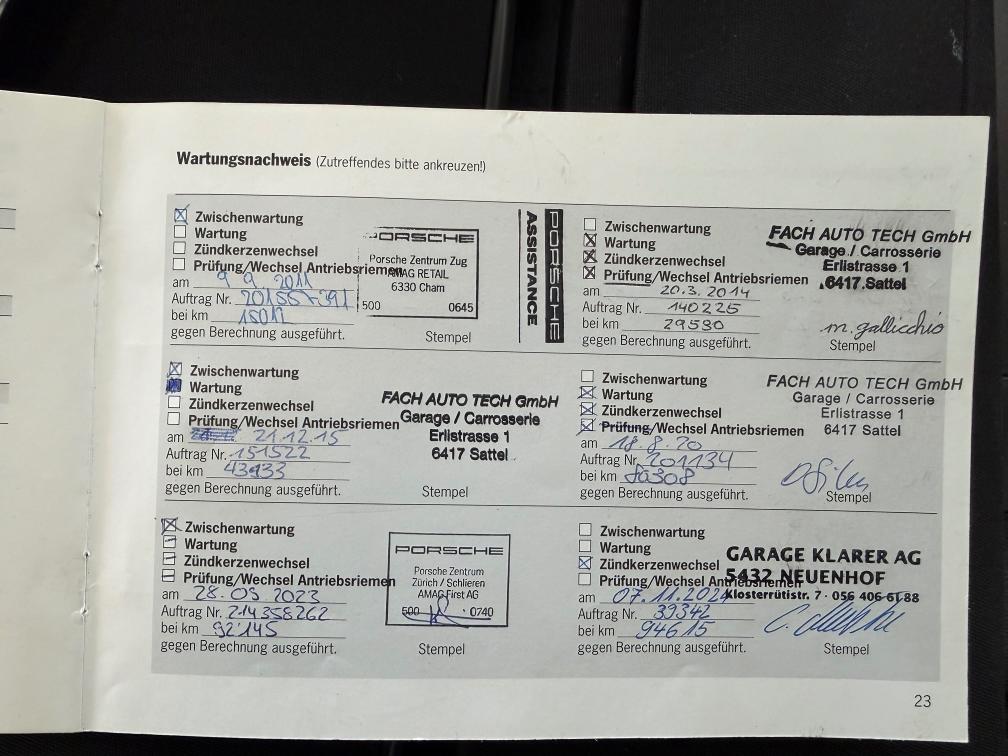 Wartungsnachweis (Zutreffendes bitte ankreuzen!)
Zwischenwartung
Wartung
Zündkerzenwechsel
Prüfung/Wechsel Antriebsriemen
am 9 9. 2011
Auftrag Nr.
bei km
gegen Berechnung ausgeführt.
Stempel
PORSCHE
Porsche Zentrum Zug
AMAG RETAIL
6330 Cham
500 0645
PORSCHE
ASSISTANCE
Zwischenwartung
Wartung
Zündkerzenwechsel
Prüfung/Wechsel Antriebsriemen
am 20.3.2014
Auftrag Nr. 140225
bei km 29530
gegen Berechnung ausgeführt.
Stempel
FACH AUTO TECH GmbH
Garage / Carrosserie
Erlistrasse 1
6417 Sattel
m. gallicchio
Zwischenwartung
Wartung
Zündkerzenwechsel
Prüfung/Wechsel Antriebsriemen
am 21.12.15
Auftrag Nr. 151522
bei km
gegen Berechnung ausgeführt.
Stempel
FACH AUTO TECH GmbH
Garage / Carrosserie
Erlistrasse 1
6417 Sattel
Zwischenwartung
Wartung
Zündkerzenwechsel
Prüfung/Wechsel Antriebsriemen
am 18.8.20
Auftrag Nr. 201134
bei km 80308
gegen Berechnung ausgeführt.
Stempel
FACH AUTO TECH GmbH
Garage / Carrosserie
Erlistrasse 1
6417 Sattel
Zwischenwartung
Wartung
Zündkerzenwechsel
Prüfung/Wechsel Antriebsriemen
am 28.03 2023
Auftrag Nr. 214358262
bei km 92'145
gegen Berechnung ausgeführt.
Stempel
PORSCHE
Porsche Zentrum
Zürich / Schlieren
AMAG First AG
500 0740
Zwischenwartung
Wartung
Zündkerzenwechsel
Prüfung/Wechsel Antriebsriemen
am 07.11.2024
Auftrag Nr. 39342
bei km 94615
gegen Berechnung ausgeführt.
Stempel
GARAGE KLARER AG
5432 NEUENHOF
Klosterrütistr. 7 · 056 406 61 88
23